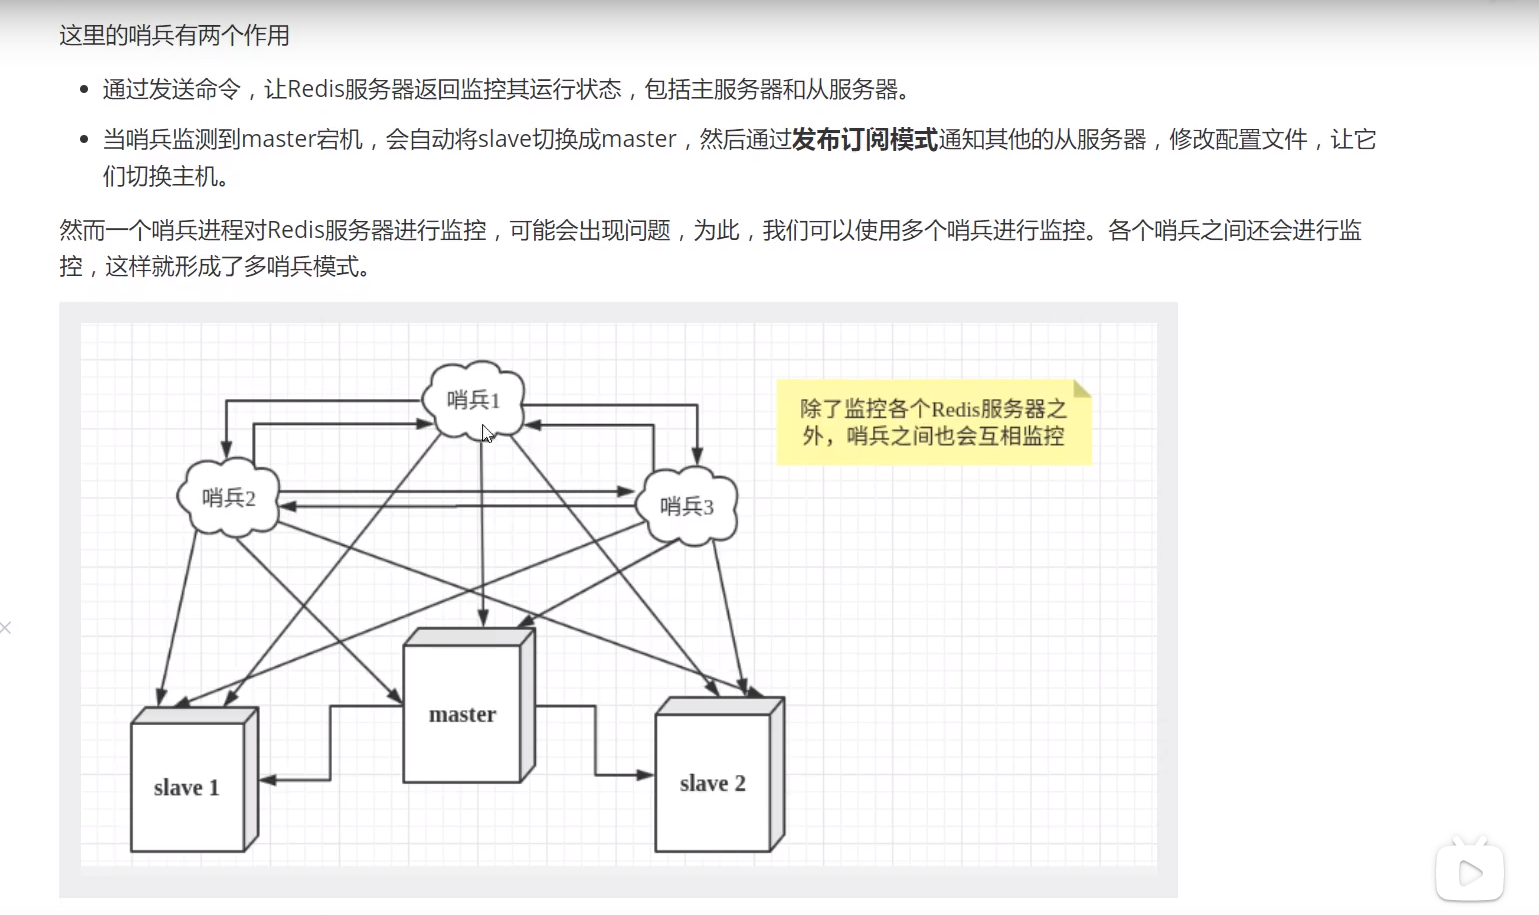 这里的哨兵有两个作用
通过发送命令，让Redis服务器返回监控其运行状态，包括主服务器和从服务器。
当哨兵监测到master宕机，会自动将slave切换成master，然后通过发布订阅模式通知其他的从服务器，修改配置文件，让它
们切换主机。
然而一个哨兵进程对Redis服务器进行监控，可能会出现问题，为此，我们可以使用多个哨兵进行监控。各个哨兵之间还会进行监
控，这样就形成了多哨兵模式。
哨兵1
除了监控各个Redis服务器之
外，哨兵之间也会互相监控
哨兵2
哨兵3
master
slave 1
slave 2